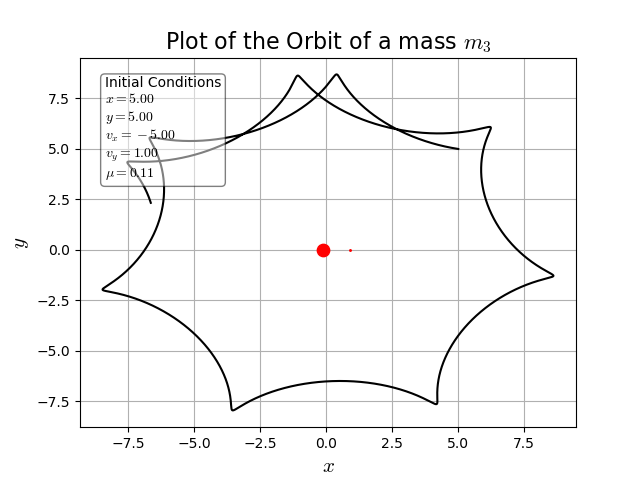 Plot of the Orbit of a mass m₃
Initial Conditions
x = 5.00
y = 5.00
vₓ = −5.00
v_y = 1.00
μ = 0.11
7.5
5.0
2.5
0.0
−2.5
−5.0
−7.5
y
−7.5 −5.0 −2.5 0.0 2.5 5.0 7.5
x